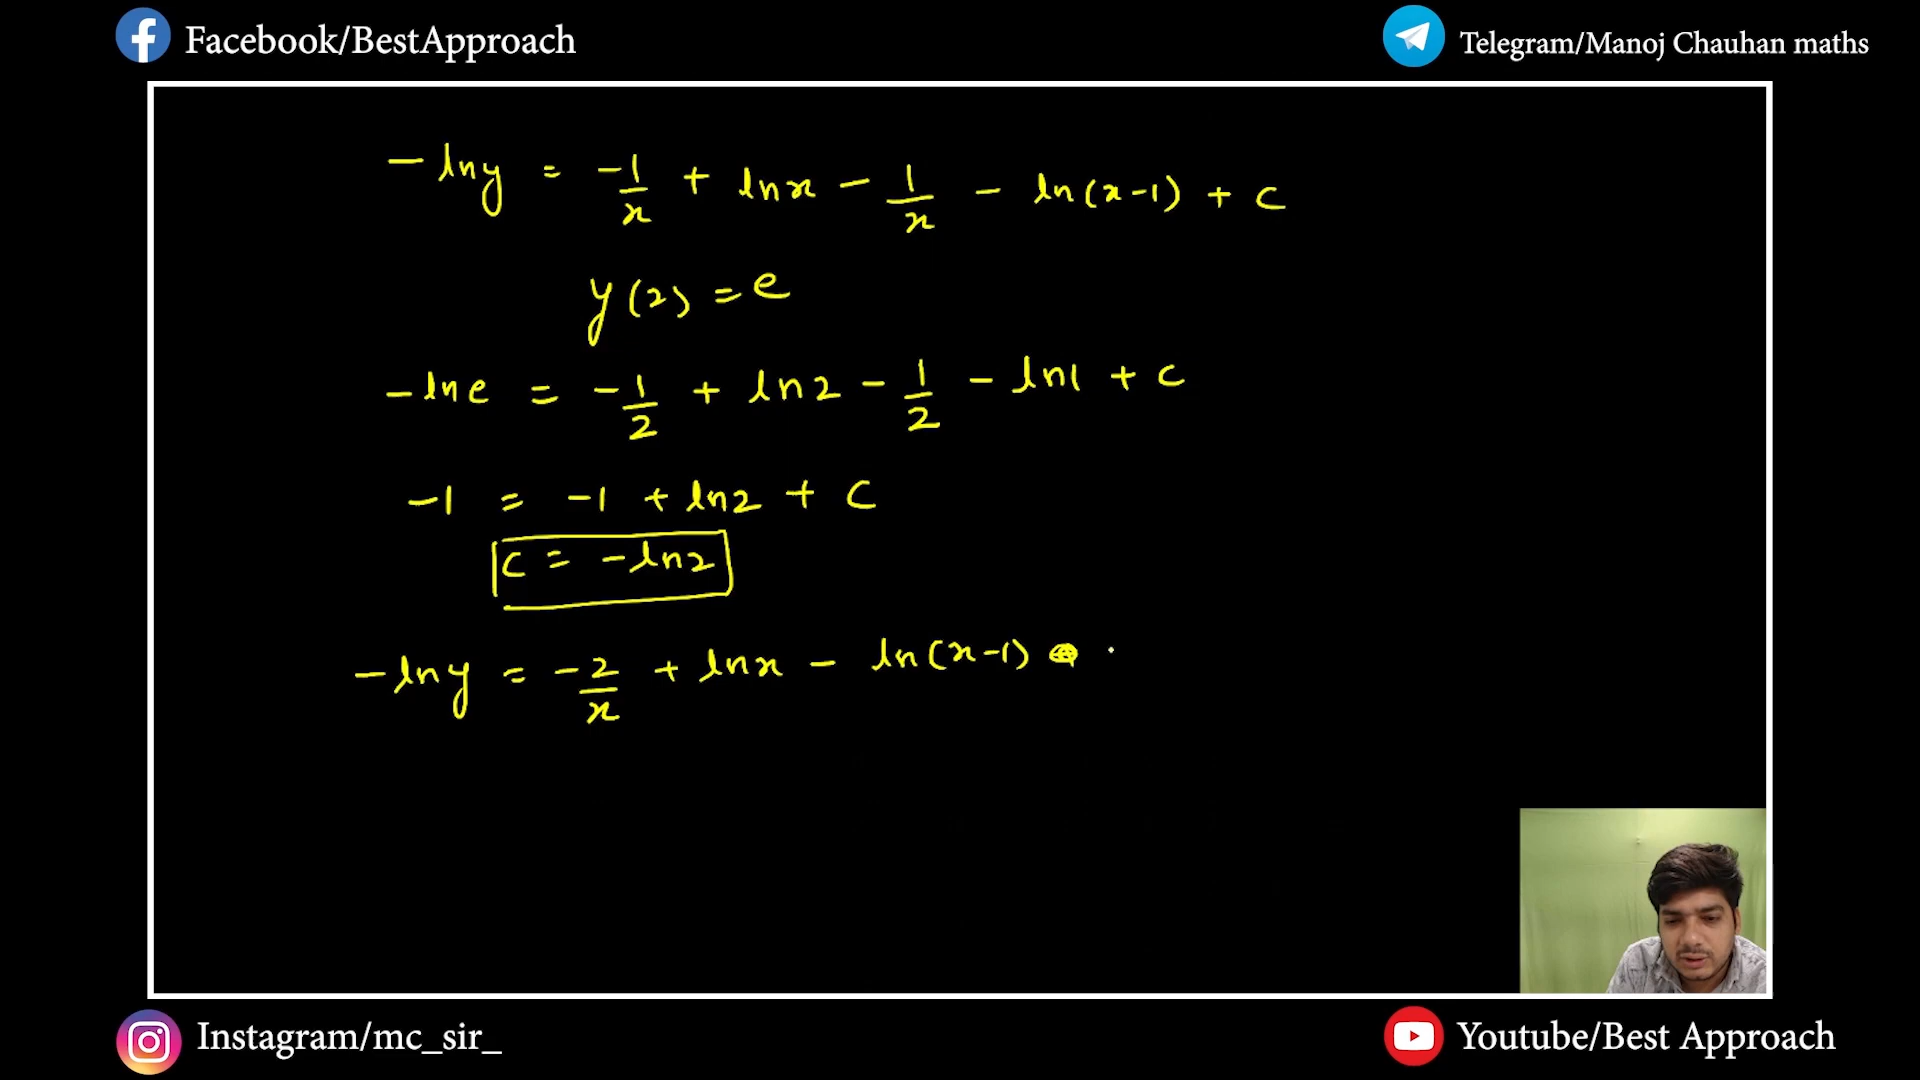 Facebook/BestApproach
Telegram/Manoj Chauhan maths
-lny = -1/x + lnx - 1/x - ln(x-1) + c
y(2) = e
-lne = -1/2 + ln2 - 1/2 - ln1 + c
-1 = -1 + ln2 + c
c = -ln2
-lny = -2/x + lnx - ln(x-1)
Instagram/mc_sir_
Youtube/Best Approach